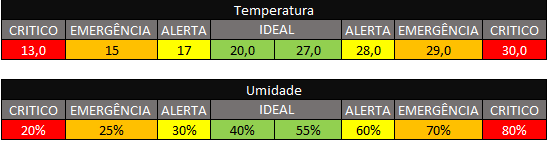 Temperatura
CRITICO EMERGÊNCIA ALERTA IDEAL ALERTA EMERGÊNCIA CRITICO
13,0 15 17 20,0 27,0 28,0 29,0 30,0
Umidade
CRITICO EMERGÊNCIA ALERTA IDEAL ALERTA EMERGÊNCIA CRITICO
20% 25% 30% 40% 55% 60% 70% 80%